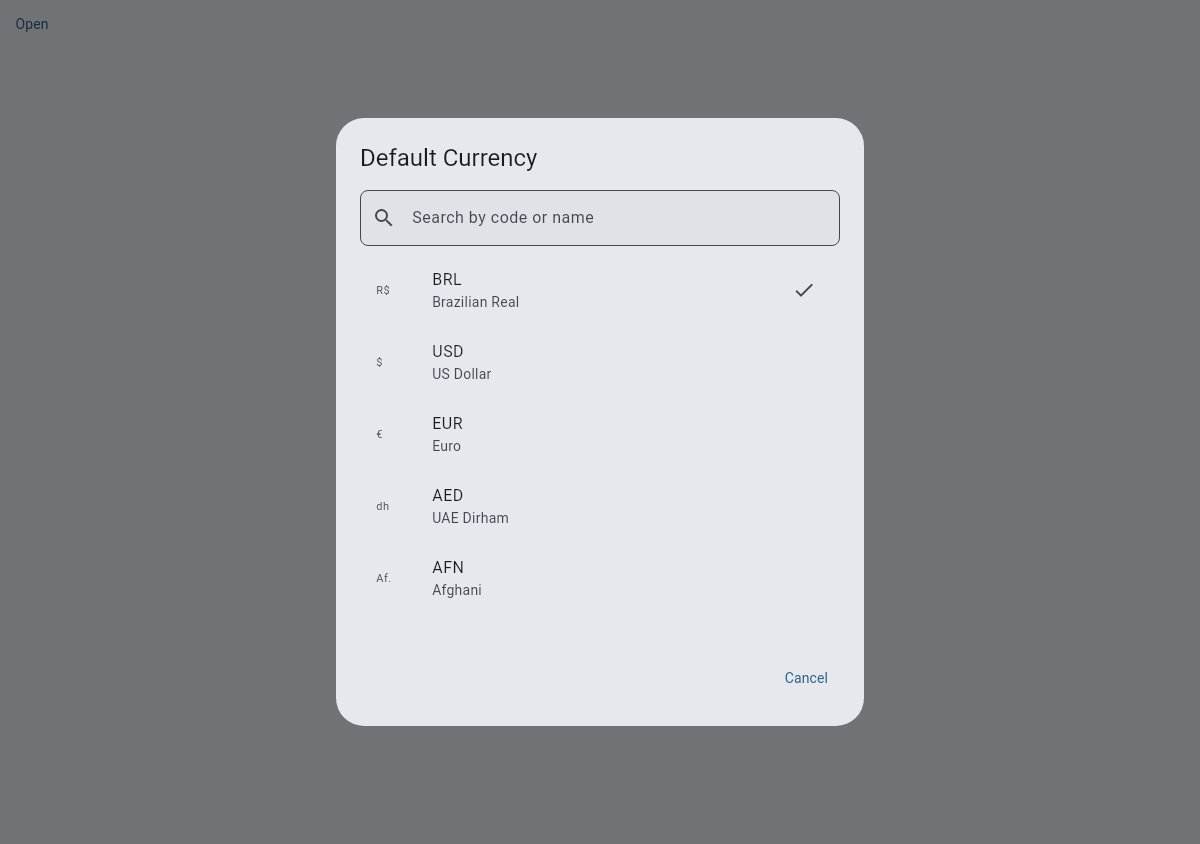 Open
Default Currency
Search by code or name
R$
BRL
Brazilian Real
$
USD
US Dollar
€
EUR
Euro
dh
AED
UAE Dirham
Af.
AFN
Afghani
Cancel